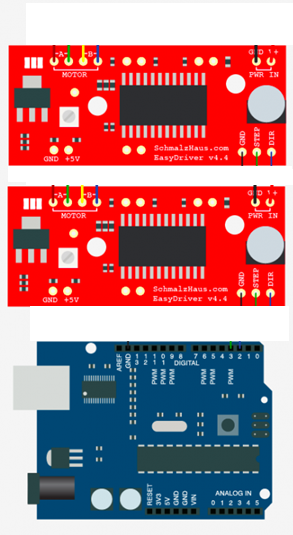 -A- -B- GND +
MOTOR PWR IN
SchmalzHaus.com
EasyDriver v4.4
GND +5V
GND STEP DIR
-A- -B- GND +
MOTOR PWR IN
SchmalzHaus.com
EasyDriver v4.4
GND +5V
GND STEP DIR
AREF GND 13 12 11 10 9 8 7 6 5 4 3 2 1 0
DIGITAL
PWM PWM PWM PWM PWM PWM
RESET 3V3 5V GND GND VIN
ANALOG IN
0 1 2 3 4 5